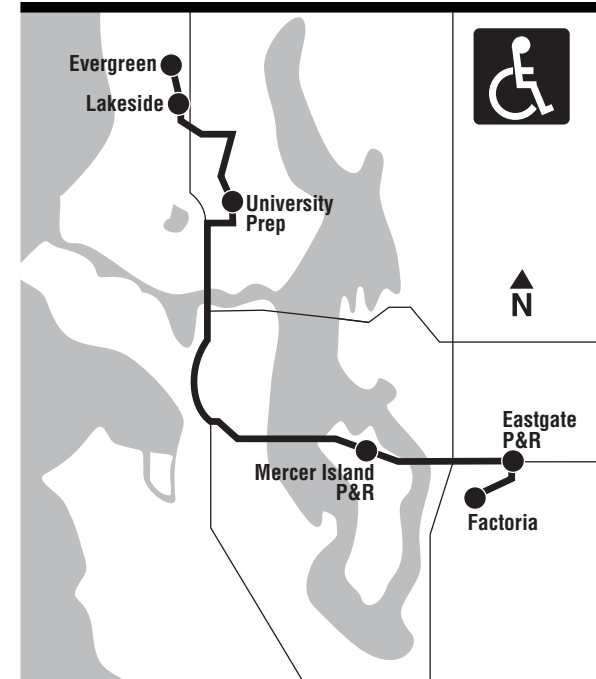 Evergreen
Lakeside
University
Prep
N
Eastgate
P&R
Mercer Island
P&R
Factoria